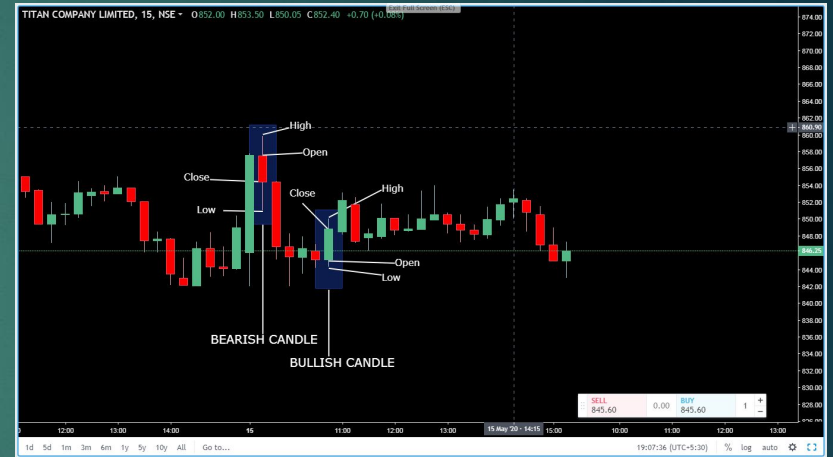 Exit Full Screen (ESC)
TITAN COMPANY LIMITED, 15, NSE O852.00 H853.50 L850.05 C852.40 +0.70 (+0.08%)
874.00
872.00
870.00
868.00
866.00
864.00
862.00
860.90
860.00
858.00
856.00
854.00
852.00
850.00
848.00
846.25
844.00
842.00
840.00
838.00
836.00
834.00
832.00
830.00
828.00
826.00
High
Open
Close
Low
Close
High
Open
Low
BEARISH CANDLE
BULLISH CANDLE
SELL
845.60
0.00
BUY
845.60
1
+
−
12:00 13:00 14:00 15 11:00 12:00 13:00 15 May '20 - 14:15 15:00 10:00 11:00 12:00 13:00
1d 5d 1m 3m 6m 1y 5y 10y All Go to... 19:07:36 (UTC+5:30) % log auto